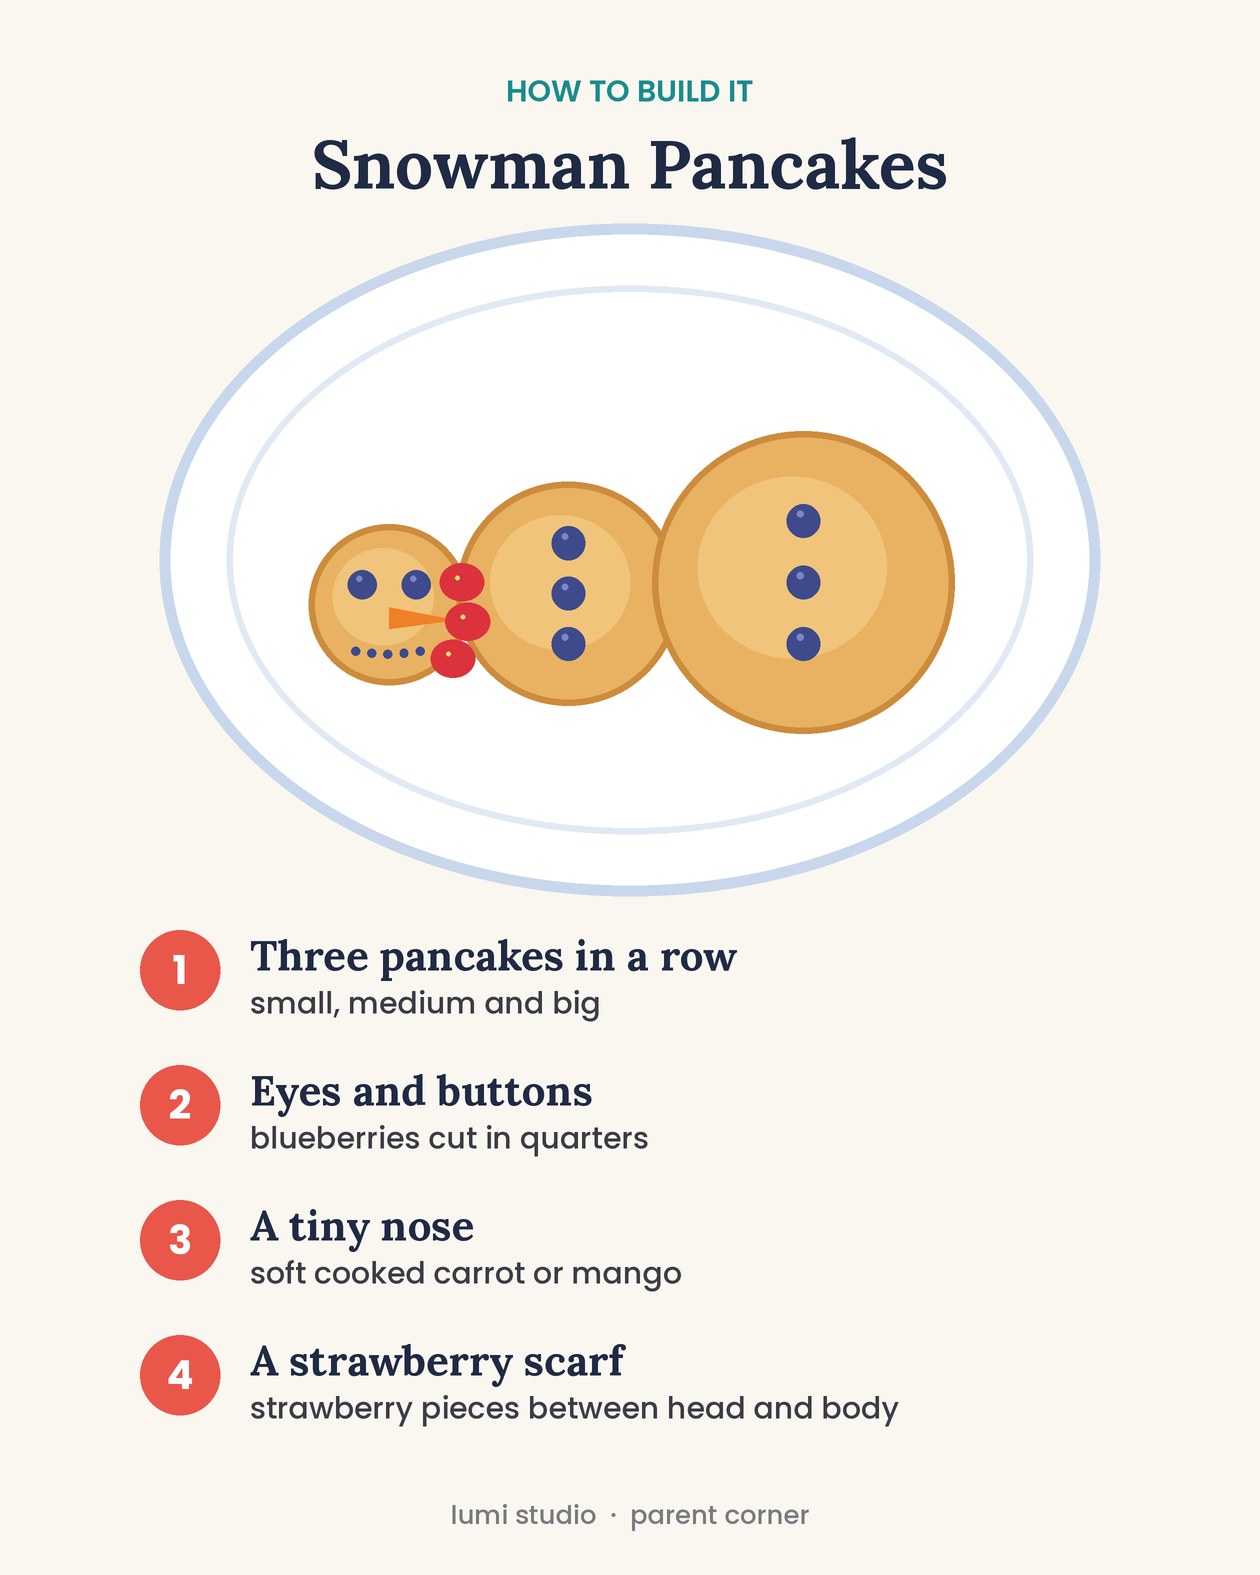 HOW TO BUILD IT
Snowman Pancakes
1
Three pancakes in a row
small, medium and big
2
Eyes and buttons
blueberries cut in quarters
3
A tiny nose
soft cooked carrot or mango
4
A strawberry scarf
strawberry pieces between head and body
lumi studio · parent corner